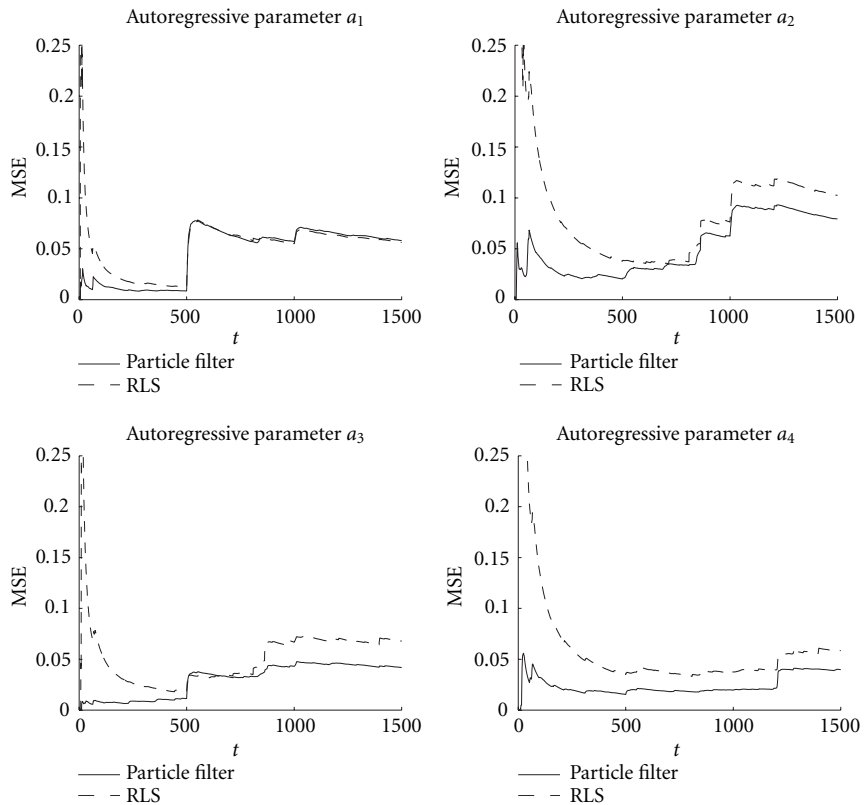 Autoregressive parameter a1
0.25
0.2
0.15
0.1
0.05
0
MSE
0
500
1000
1500
t
Particle filter
RLS
Autoregressive parameter a2
0.25
0.2
0.15
0.1
0.05
0
MSE
0
500
1000
1500
t
Particle filter
RLS
Autoregressive parameter a3
0.25
0.2
0.15
0.1
0.05
0
MSE
0
500
1000
1500
t
Particle filter
RLS
Autoregressive parameter a4
0.25
0.2
0.15
0.1
0.05
0
MSE
0
500
1000
1500
t
Particle filter
RLS